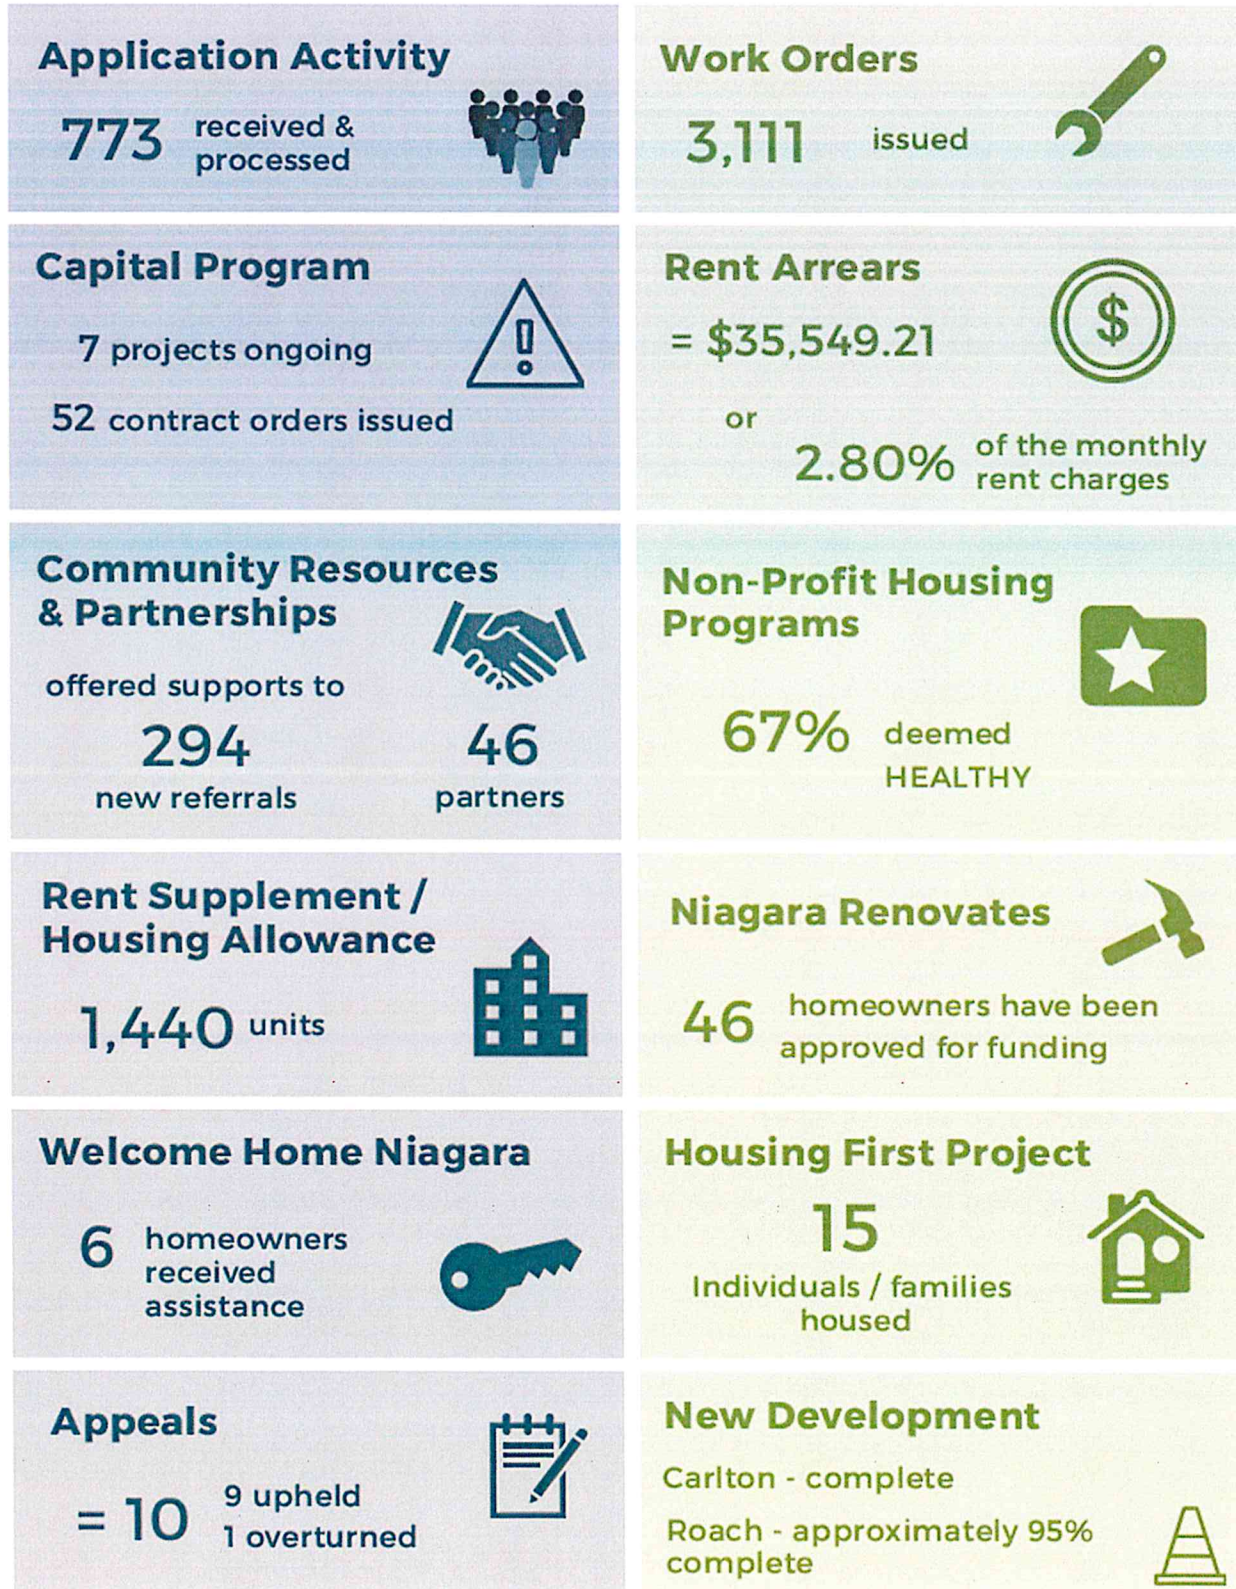 Application Activity
773 received &
processed
Work Orders
3,111 issued
Capital Program
7 projects ongoing
52 contract orders issued
Rent Arrears
= $35,549.21
or
2.80% of the monthly
rent charges
Community Resources
& Partnerships
offered supports to
294
new referrals
46
partners
Non-Profit Housing
Programs
67% deemed
HEALTHY
Rent Supplement /
Housing Allowance
1,440 units
Niagara Renovates
46 homeowners have been
approved for funding
Welcome Home Niagara
6 homeowners
received
assistance
Housing First Project
15
Individuals / families
housed
Appeals
= 10 9 upheld
1 overturned
New Development
Carlton - complete
Roach - approximately 95%
complete